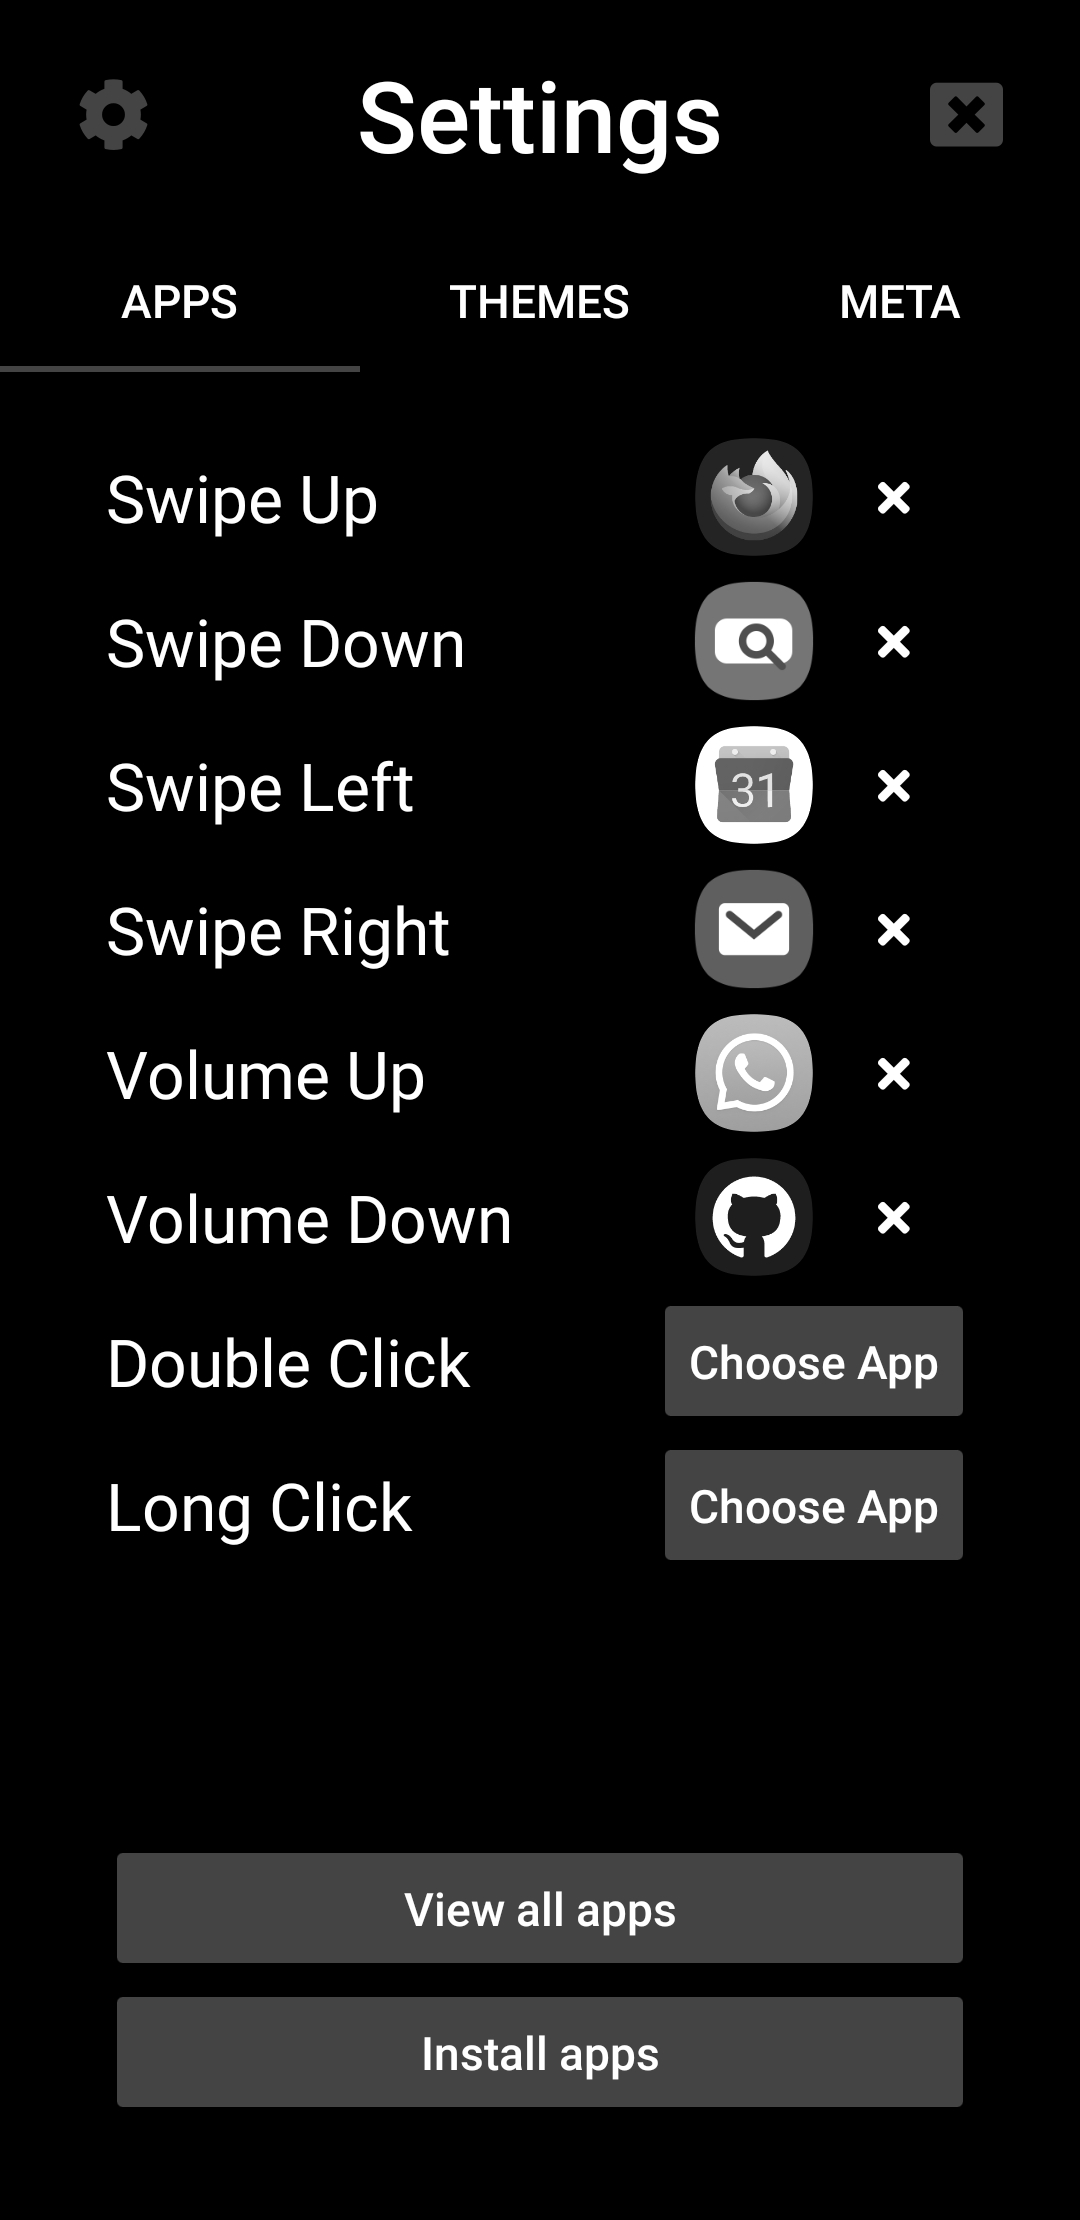 Settings
APPS THEMES META
Swipe Up
Swipe Down
Swipe Left 31
Swipe Right
Volume Up
Volume Down
Double Click Choose App
Long Click Choose App
View all apps
Install apps